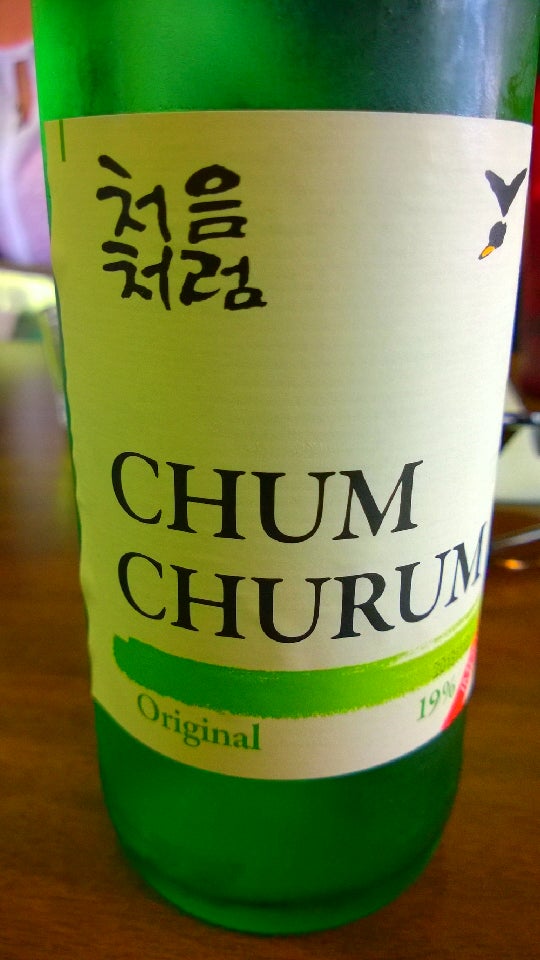 처음
처럼
CHUM
CHURUM
Original
19%